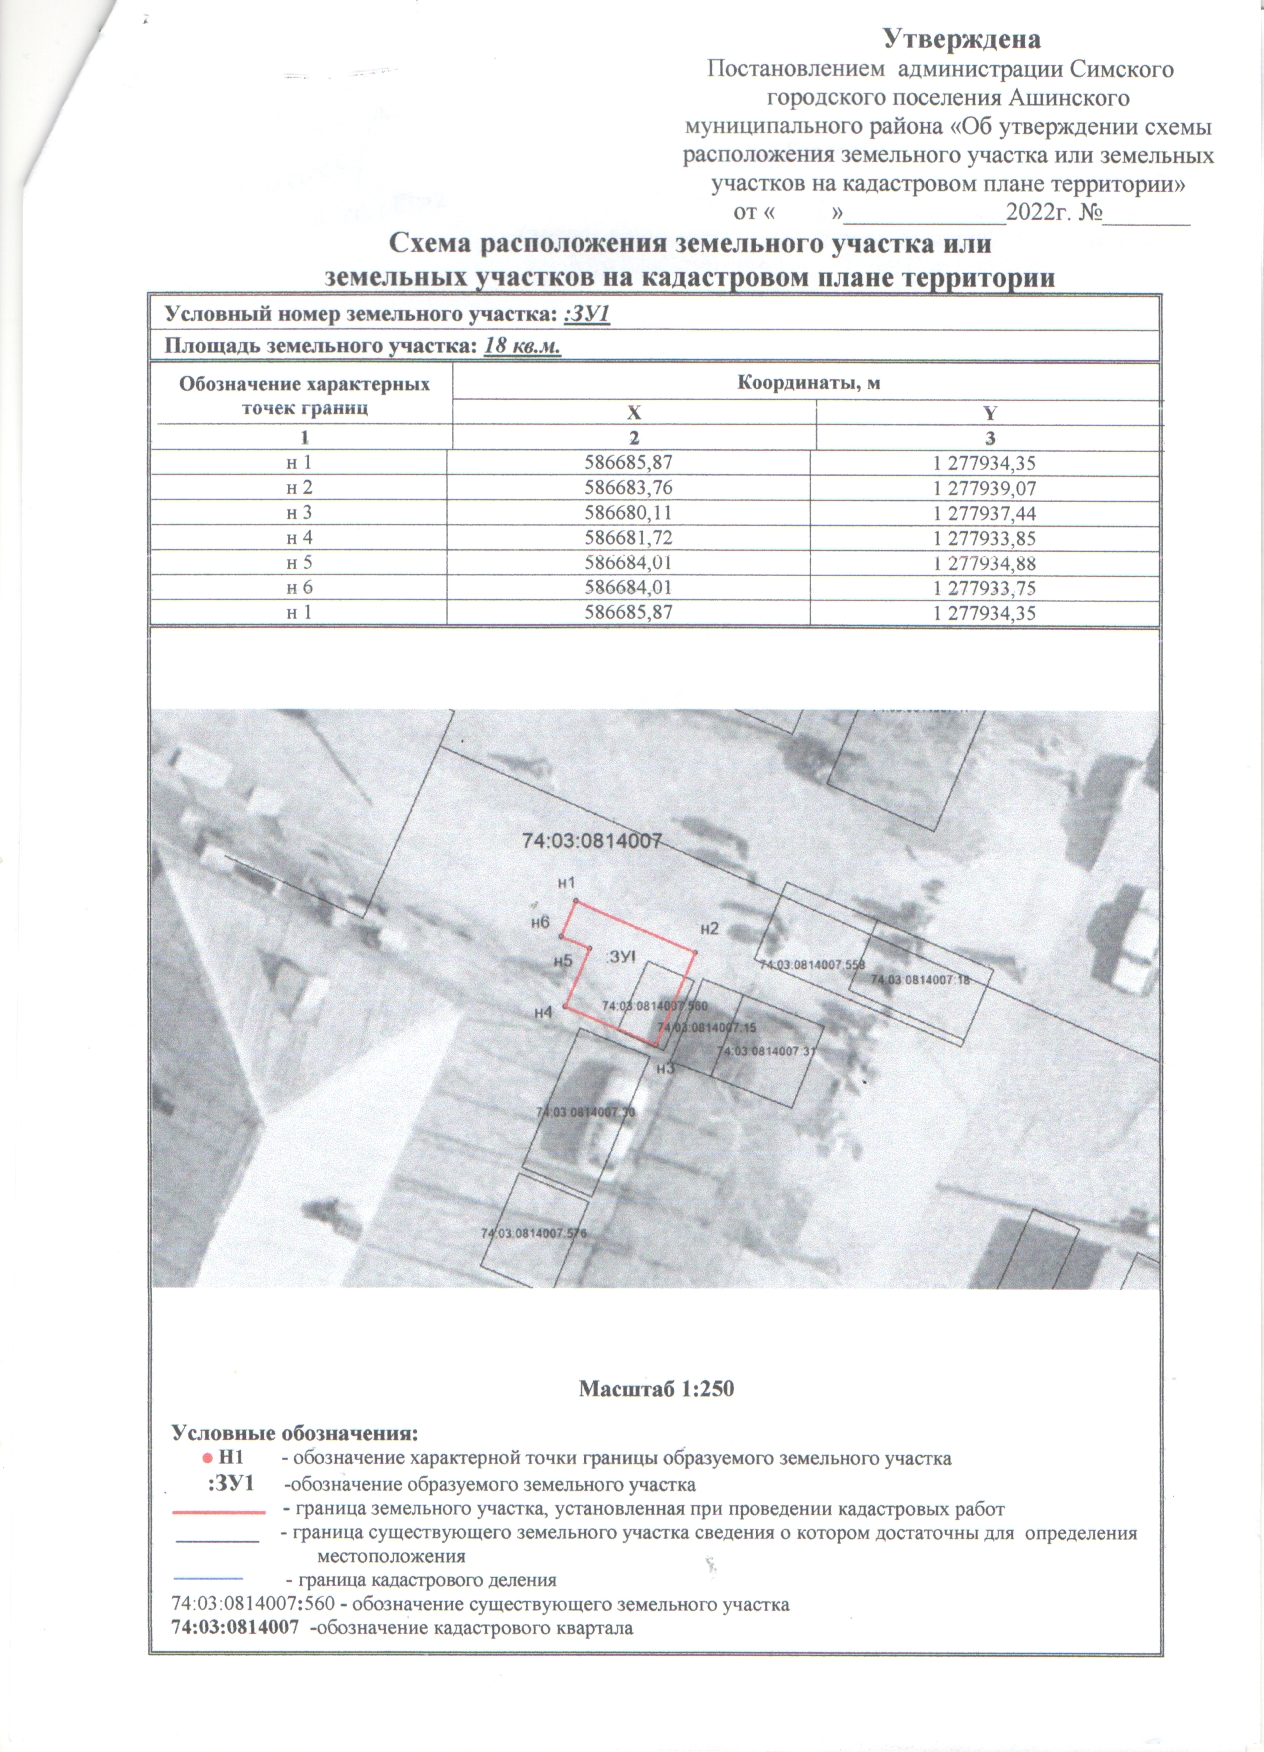 Утверждена
Постановлением администрации Симского
городского поселения Ашинского
муниципального района «Об утверждении схемы
расположения земельного участка или земельных
участков на кадастровом плане территории»
от « »_____________2022г. №_______
Схема расположения земельного участка или
земельных участков на кадастровом плане территории
Условный номер земельного участка: :ЗУ1
Площадь земельного участка: 18 кв.м.
Обозначение характерных точек границ Координаты, м
X Y
1 2 3
н 1 586685,87 1 277934,35
н 2 586683,76 1 277939,07
н 3 586680,11 1 277937,44
н 4 586681,72 1 277933,85
н 5 586684,01 1 277934,88
н 6 586684,01 1 277933,75
н 1 586685,87 1 277934,35
74:03:0814007
н1
н6
н2
н5 :ЗУ1
74:03:0814007:559
74:03:0814007:18
74:03:0814007:560
н4
74:03:0814007:15
74:03:0814007:31
н3
74:03:0814007:30
74:03:0814007:576
Масштаб 1:250
Условные обозначения:
Н1 - обозначение характерной точки границы образуемого земельного участка
:ЗУ1 -обозначение образуемого земельного участка
- граница земельного участка, установленная при проведении кадастровых работ
- граница существующего земельного участка сведения о котором достаточны для определения
местоположения
- граница кадастрового деления
74:03:0814007:560 - обозначение существующего земельного участка
74:03:0814007 -обозначение кадастрового квартала